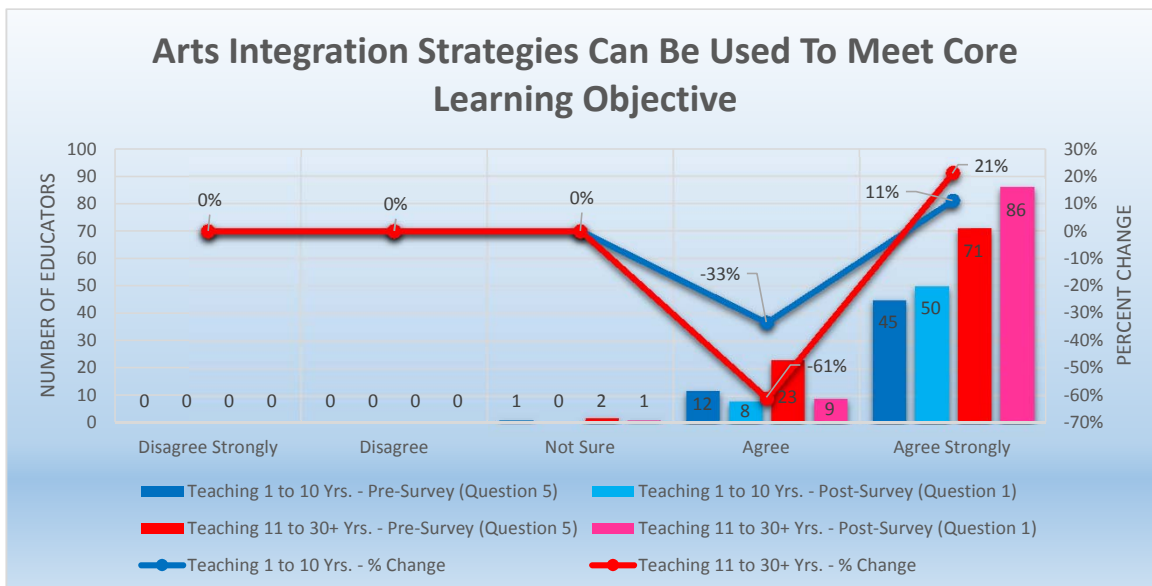 Arts Integration Strategies Can Be Used To Meet Core
Learning Objective
NUMBER OF EDUCATORS
100
90
80
70
60
50
40
30
20
10
0
0%
0%
0%
-33%
-61%
11%
21%
0 0 0 0
0 0 0 0
1 0 2 1
12 8 23 9
45 50 71 86
30%
20%
10%
0%
-10%
-20%
-30%
-40%
-50%
-60%
-70%
PERCENT CHANGE
Disagree Strongly Disagree Not Sure Agree Agree Strongly
Teaching 1 to 10 Yrs. - Pre-Survey (Question 5) Teaching 1 to 10 Yrs. - Post-Survey (Question 1)
Teaching 11 to 30+ Yrs. - Pre-Survey (Question 5) Teaching 11 to 30+ Yrs. - Post-Survey (Question 1)
Teaching 1 to 10 Yrs. - % Change Teaching 11 to 30+ Yrs. - % Change